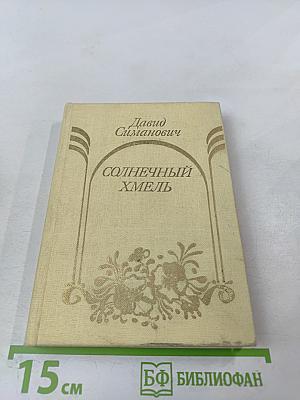 Давид
Симанович
СОЛНЕЧНЫЙ
ХМЕЛЬ
15 см
БФ БИБЛИОФАН